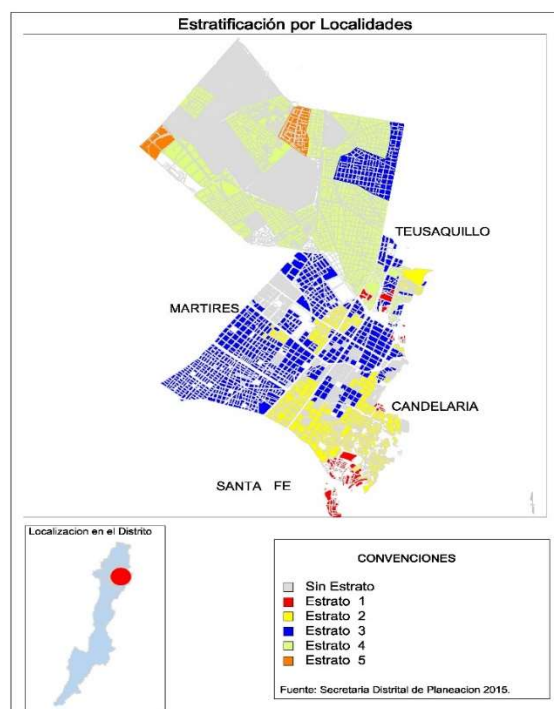 Estratificación por Localidades
TEUSAQUILLO
MARTIRES
CANDELARIA
SANTA FE
Localizacion en el Distrito
CONVENCIONES
Sin Estrato
Estrato 1
Estrato 2
Estrato 3
Estrato 4
Estrato 5
Fuente: Secretaria Distrital de Planeacion 2015.